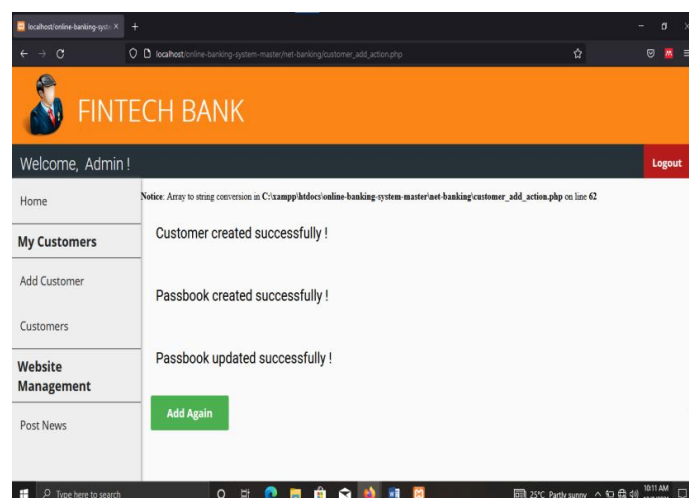 localhost/online-banking-syste
localhost/online-banking-system-master/net-banking/customer_add_action.php
FINTECH BANK
Welcome, Admin !
Logout
Home
My Customers
Add Customer
Customers
Website
Management
Post News
Notice: Array to string conversion in C:\xampp\htdocs\online-banking-system-master\net-banking\customer_add_action.php on line 62
Customer created successfully !
Passbook created successfully !
Passbook updated successfully !
Add Again
Type here to search
25°C Partly sunny
10:11 AM